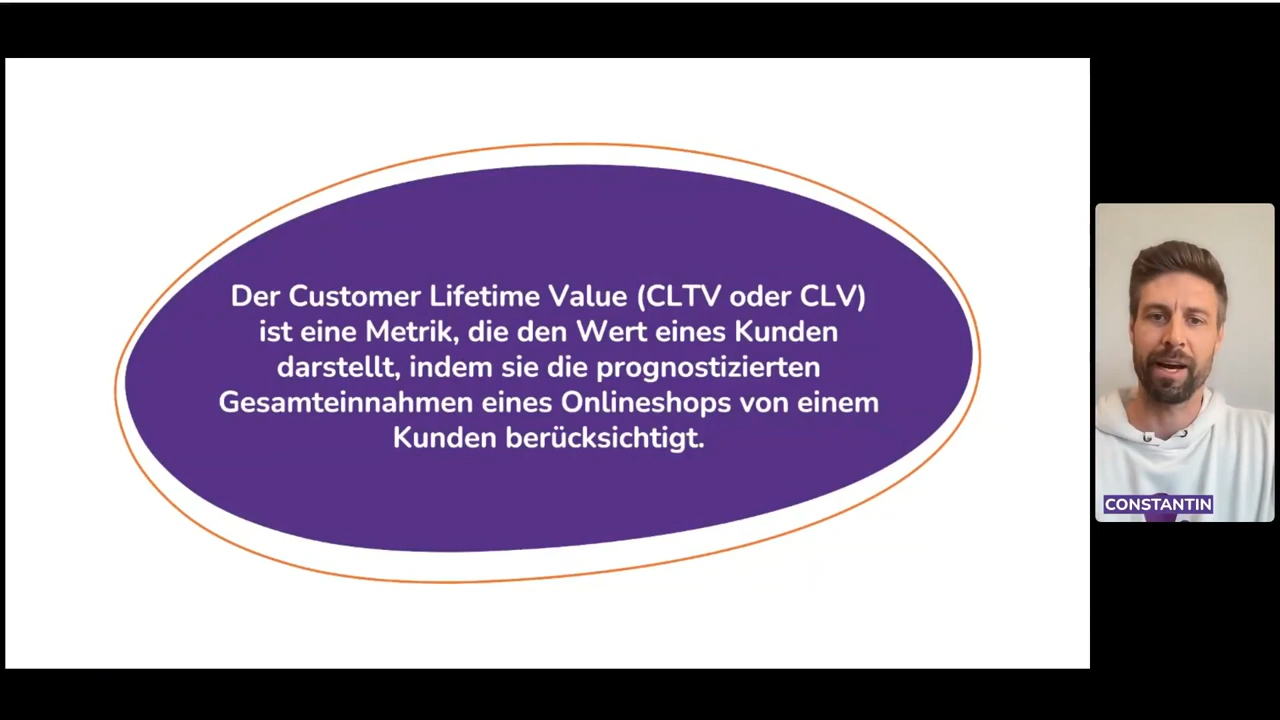 Der Customer Lifetime Value (CLTV oder CLV)
ist eine Metrik, die den Wert eines Kunden
darstellt, indem sie die prognostizierten
Gesamteinnahmen eines Onlineshops von einem
Kunden berücksichtigt.
CONSTANTIN